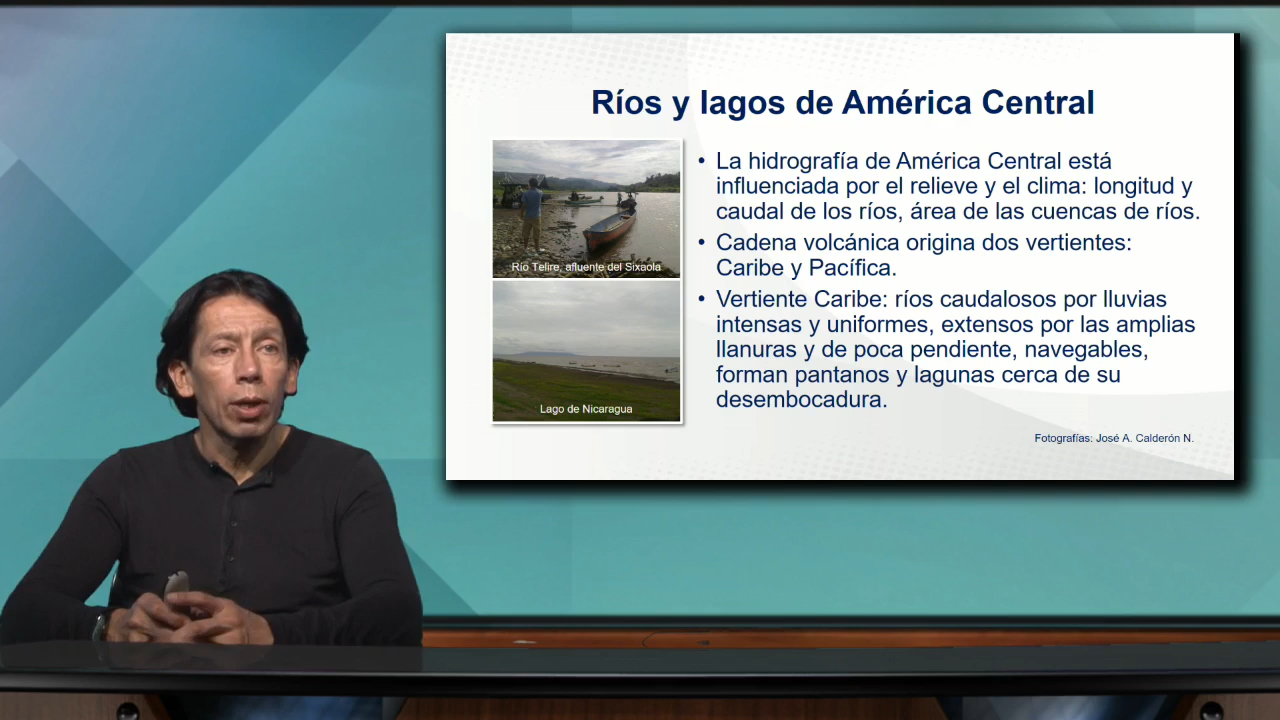 Ríos y lagos de América Central
Río Telire, afluente del Sixaola
Lago de Nicaragua
• La hidrografía de América Central está
influenciada por el relieve y el clima: longitud y
caudal de los ríos, área de las cuencas de ríos.
• Cadena volcánica origina dos vertientes:
Caribe y Pacífica.
• Vertiente Caribe: ríos caudalosos por lluvias
intensas y uniformes, extensos por las amplias
llanuras y de poca pendiente, navegables,
forman pantanos y lagunas cerca de su
desembocadura.
Fotografías: José A. Calderón N.